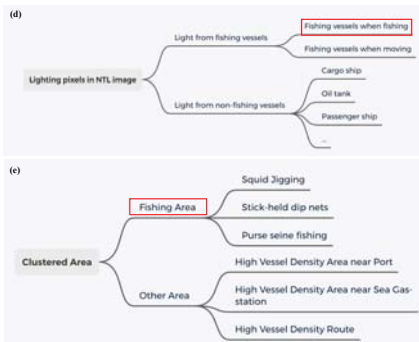 (d)
Fishing vessels when fishing
Light from fishing vessels
Fishing vessels when moving
Lighting pixels in NTL image
Cargo ship
Oil tank
Light from non-fishing vessels
Passenger ship
...
(e)
Squid Jigging
Fishing Area
Stick-held dip nets
Purse seine fishing
Clustered Area
High Vessel Density Area near Port
Other Area
High Vessel Density Area near Sea Gas-
station
High Vessel Density Route